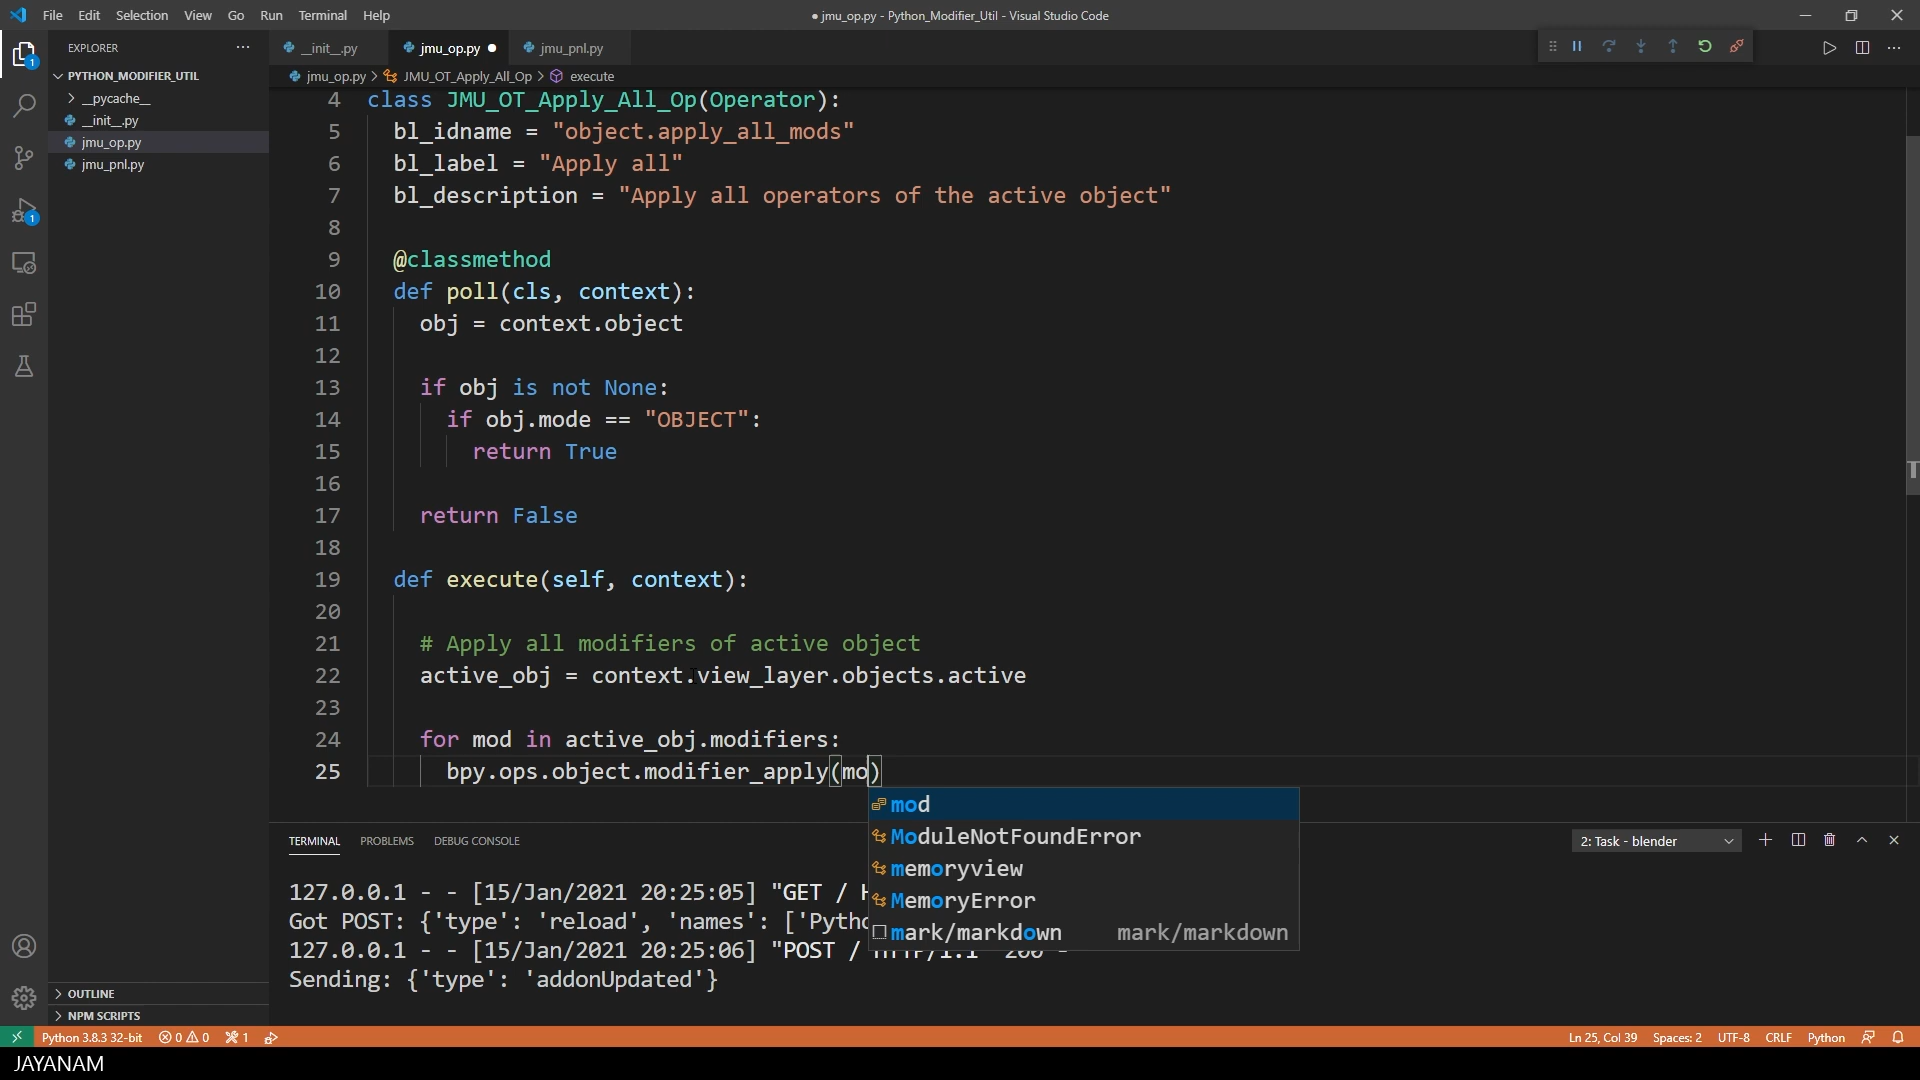 File Edit Selection View Go Run Terminal Help
● jmu_op.py - Python_Modifier_Util - Visual Studio Code
EXPLORER ...
PYTHON_MODIFIER_UTIL
__pycache__
__init__.py
jmu_op.py
jmu_pnl.py
OUTLINE
NPM SCRIPTS
1
1
__init__.py jmu_op.py ● jmu_pnl.py
jmu_op.py > JMU_OT_Apply_All_Op > execute
4 class JMU_OT_Apply_All_Op(Operator):
5 bl_idname = "object.apply_all_mods"
6 bl_label = "Apply all"
7 bl_description = "Apply all operators of the active object"
8
9 @classmethod
10 def poll(cls, context):
11 obj = context.object
12
13 if obj is not None:
14 if obj.mode == "OBJECT":
15 return True
16
17 return False
18
19 def execute(self, context):
20
21 # Apply all modifiers of active object
22 active_obj = context.view_layer.objects.active
23
24 for mod in active_obj.modifiers:
25 bpy.ops.object.modifier_apply(mo)
mod
ModuleNotFoundError
memoryview
MemoryError
mark/markdown mark/markdown
TERMINAL PROBLEMS DEBUG CONSOLE
2: Task - blender
127.0.0.1 - - [15/Jan/2021 20:25:05] "GET /
Got POST: {'type': 'reload', 'names': ['Pytho
127.0.0.1 - - [15/Jan/2021 20:25:06] "POST / HTTP/1.1" 200 -
Sending: {'type': 'addonUpdated'}
Python 3.8.3 32-bit 0 0 1
Ln 25, Col 39 Spaces: 2 UTF-8 CRLF Python
JAYANAM